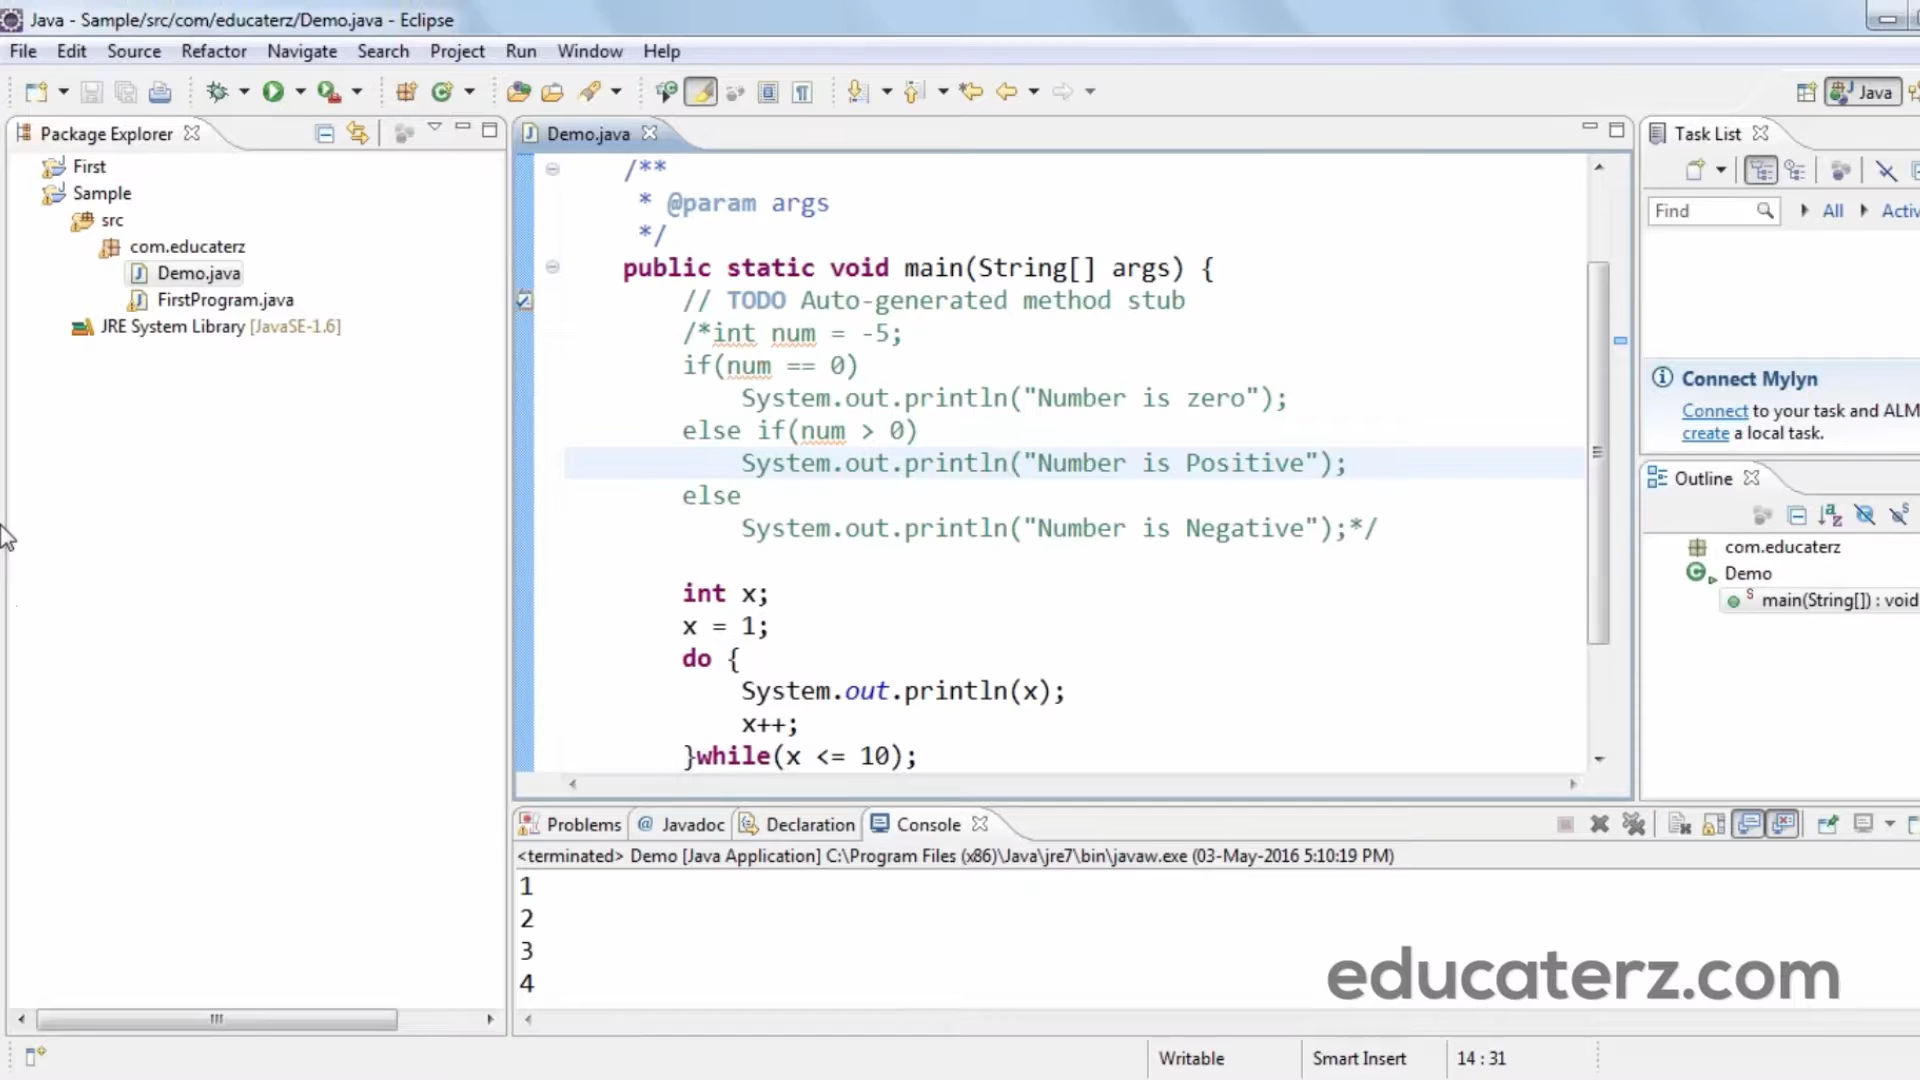 Java - Sample/src/com/educaterz/Demo.java - Eclipse
File Edit Source Refactor Navigate Search Project Run Window Help
Java
Package Explorer
First
Sample
src
com.educaterz
Demo.java
FirstProgram.java
JRE System Library [JavaSE-1.6]
Demo.java
/**
* @param args
*/
public static void main(String[] args) {
// TODO Auto-generated method stub
/*int num = -5;
if(num == 0)
System.out.println("Number is zero");
else if(num > 0)
System.out.println("Number is Positive");
else
System.out.println("Number is Negative");*/
int x;
x = 1;
do {
System.out.println(x);
x++;
}while(x <= 10);
Task List
Find All Activ
Connect Mylyn
Connect to your task and ALM
create a local task.
Outline
com.educaterz
Demo
main(String[]) : void
Problems @ Javadoc Declaration Console
<terminated> Demo [Java Application] C:\Program Files (x86)\Java\jre7\bin\javaw.exe (03-May-2016 5:10:19 PM)
1
2
3
4
educaterz.com
Writable Smart Insert 14 : 31